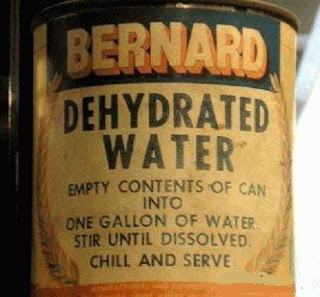 BERNARD
DEHYDRATED
WATER
EMPTY CONTENTS OF CAN
INTO
ONE GALLON OF WATER.
STIR UNTIL DISSOLVED.
CHILL AND SERVE